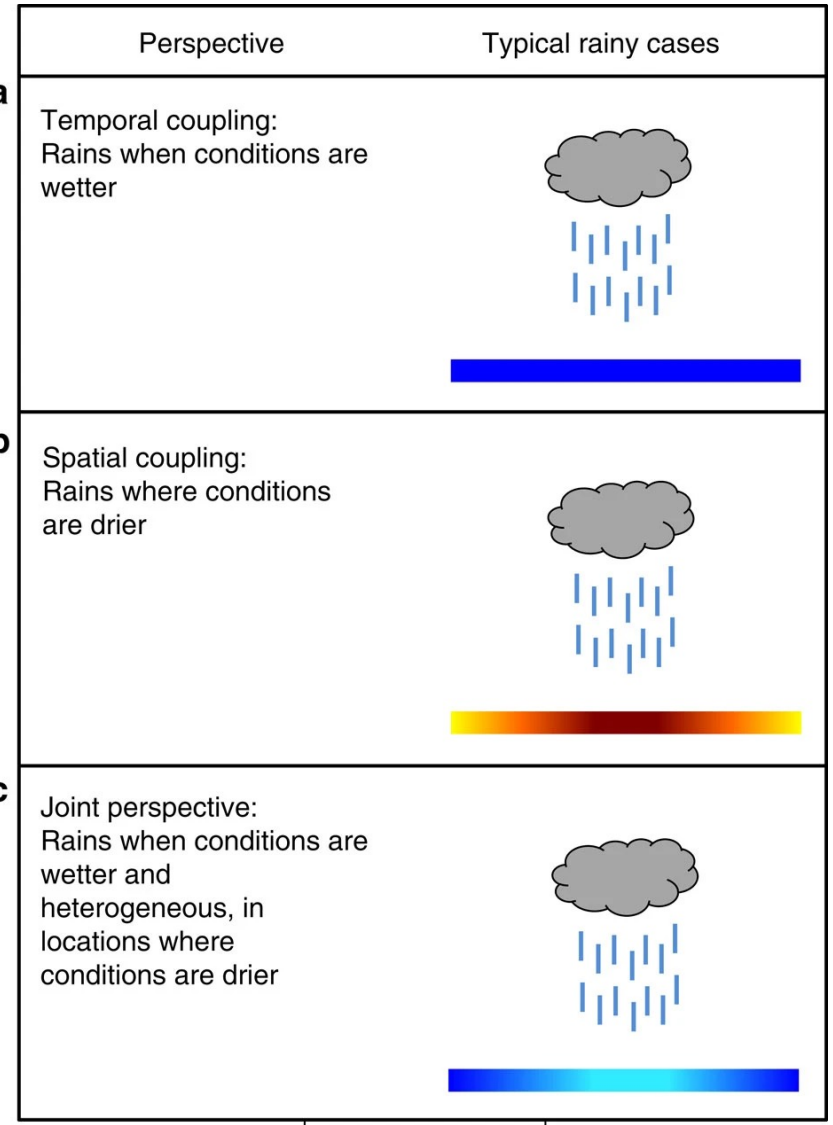 Perspective
Typical rainy cases
a
Temporal coupling:
Rains when conditions are
wetter
b
Spatial coupling:
Rains where conditions
are drier
c
Joint perspective:
Rains when conditions are
wetter and
heterogeneous, in
locations where
conditions are drier